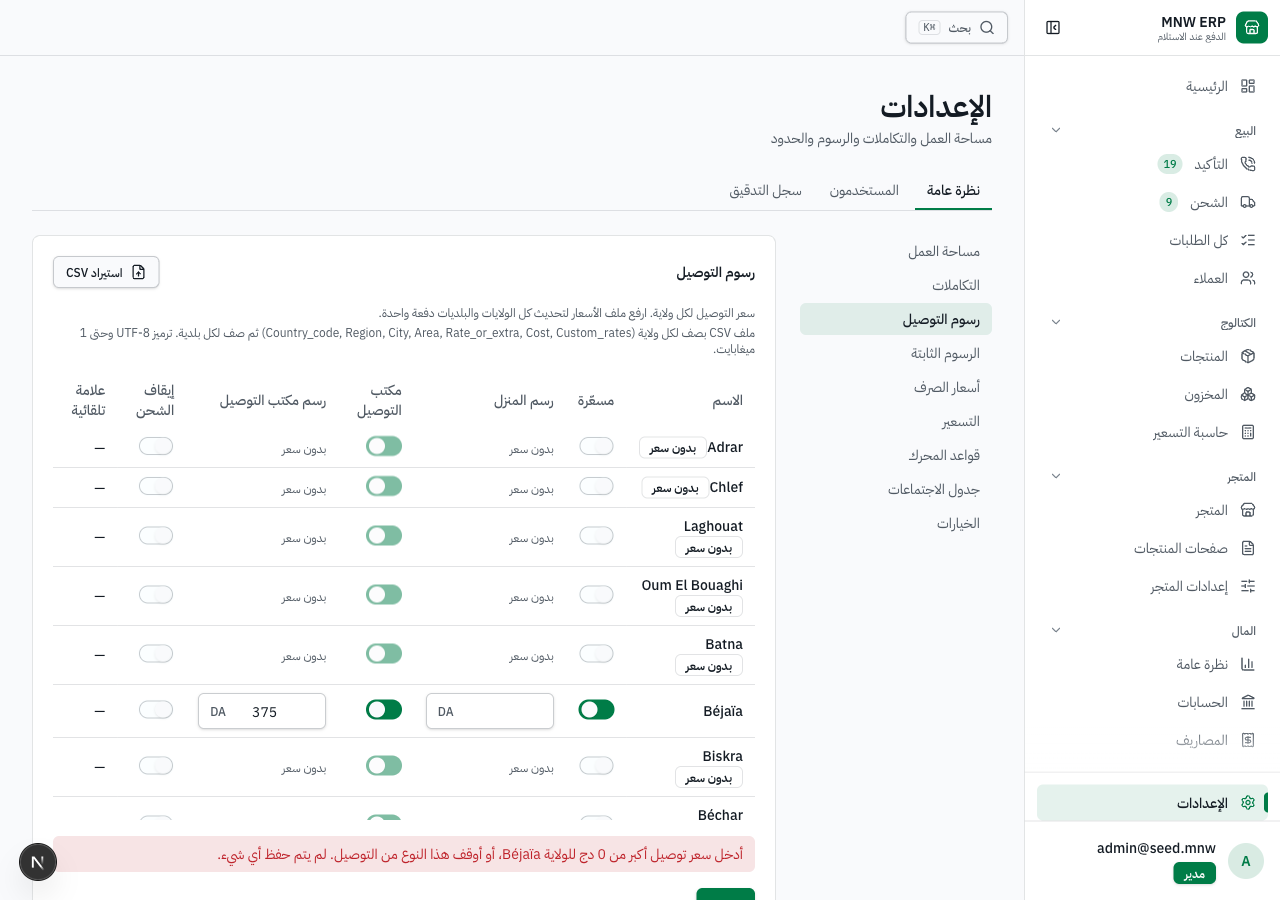 MNW ERP
الدفع عند الاستلام
بحث
K⌘
الرئيسية
البيع
التأكيد
19
الشحن
9
كل الطلبات
العملاء
الكتالوج
المنتجات
المخزون
حاسبة التسعير
المتجر
المتجر
صفحات المنتجات
إعدادات المتجر
المال
نظرة عامة
الحسابات
المصاريف
الإعدادات
A
admin@seed.mnw
مدير
الإعدادات
مساحة العمل والتكاملات والرسوم والحدود
نظرة عامة
المستخدمون
سجل التدقيق
مساحة العمل
التكاملات
رسوم التوصيل
الرسوم الثابتة
أسعار الصرف
التسعير
قواعد المحرك
جدول الاجتماعات
الخيارات
رسوم التوصيل
استيراد CSV
سعر التوصيل لكل ولاية. ارفع ملف الأسعار لتحديث كل الولايات والبلديات دفعة واحدة.
ملف CSV بصف لكل ولاية (Country_code, Region, City, Area, Rate_or_extra, Cost, Custom_rates) ثم صف لكل بلدية. ترميز UTF-8 وحتى 1
ميغابايت.
الاسم مسعّرة رسم المنزل مكتب التوصيل رسم مكتب التوصيل إيقاف الشحن علامة تلقائية
Adrar بدون سعر بدون سعر بدون سعر —
Chlef بدون سعر بدون سعر بدون سعر —
Laghouat بدون سعر بدون سعر بدون سعر —
Oum El Bouaghi بدون سعر بدون سعر بدون سعر —
Batna بدون سعر بدون سعر بدون سعر —
Béjaïa DA 375 DA —
Biskra بدون سعر بدون سعر بدون سعر —
Béchar
أدخل سعر توصيل أكبر من 0 دج للولاية Béjaïa، أو أوقف هذا النوع من التوصيل. لم يتم حفظ أي شيء.
N